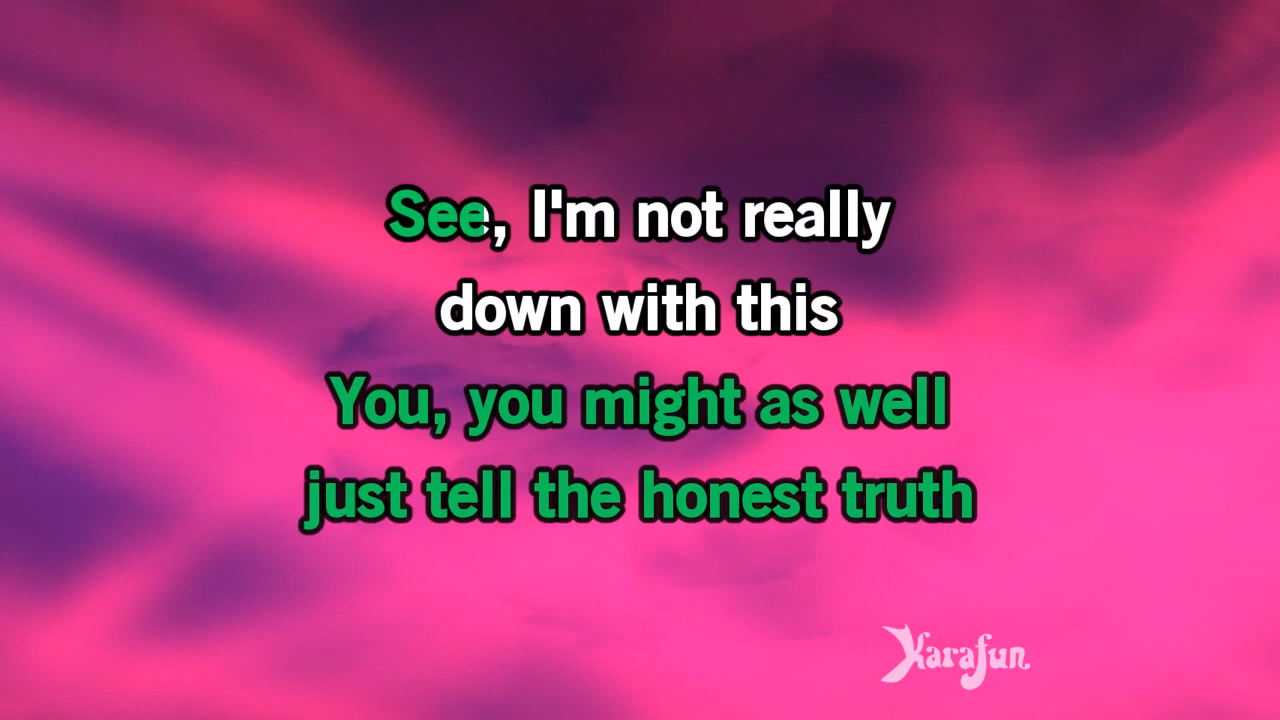 See, I'm not really
down with this
You, you might as well
just tell the honest truth
Karafun